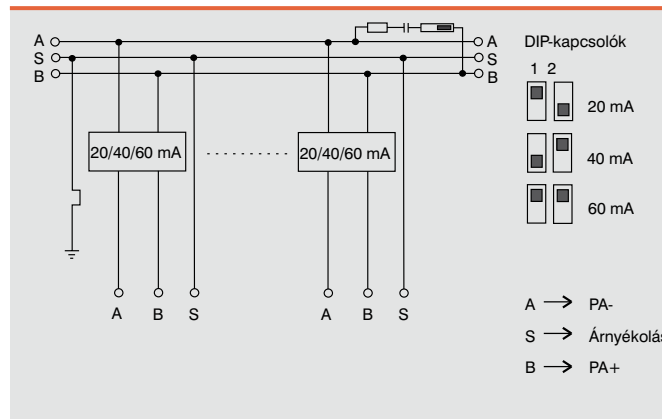 A A
S S
B B
DIP-kapcsolók
1 2
20 mA
40 mA
60 mA
20/40/60 mA 20/40/60 mA
A B S A B S
A PA-
S Árnyékolás
B PA+